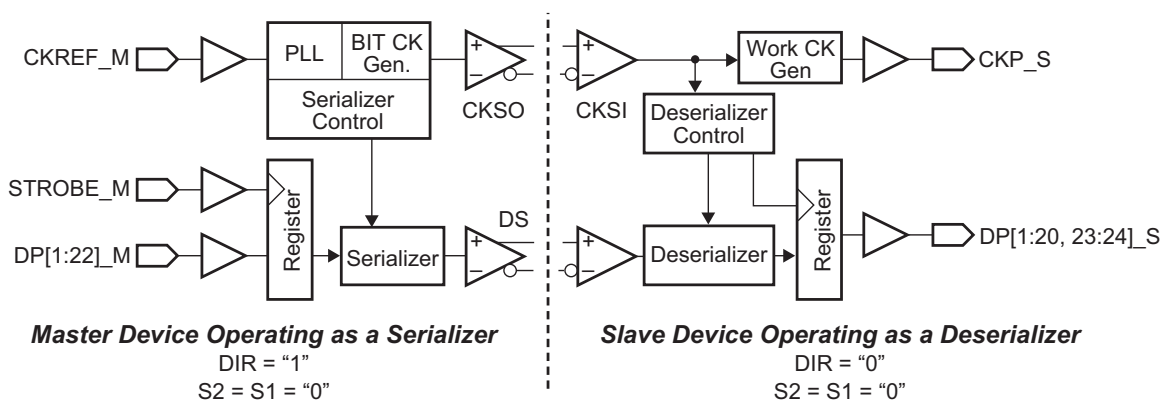 CKREF_M
PLL
BIT CK
Gen.
Serializer
Control
+
−
CKSO
STROBE_M
DP[1:22]_M
Register
Serializer
+
−
DS
Master Device Operating as a Serializer
DIR = “1”
S2 = S1 = “0”
+
−
CKSI
Work CK
Gen
CKP_S
Deserializer
Control
+
−
Deserializer
Register
DP[1:20, 23:24]_S
Slave Device Operating as a Deserializer
DIR = “0”
S2 = S1 = “0”